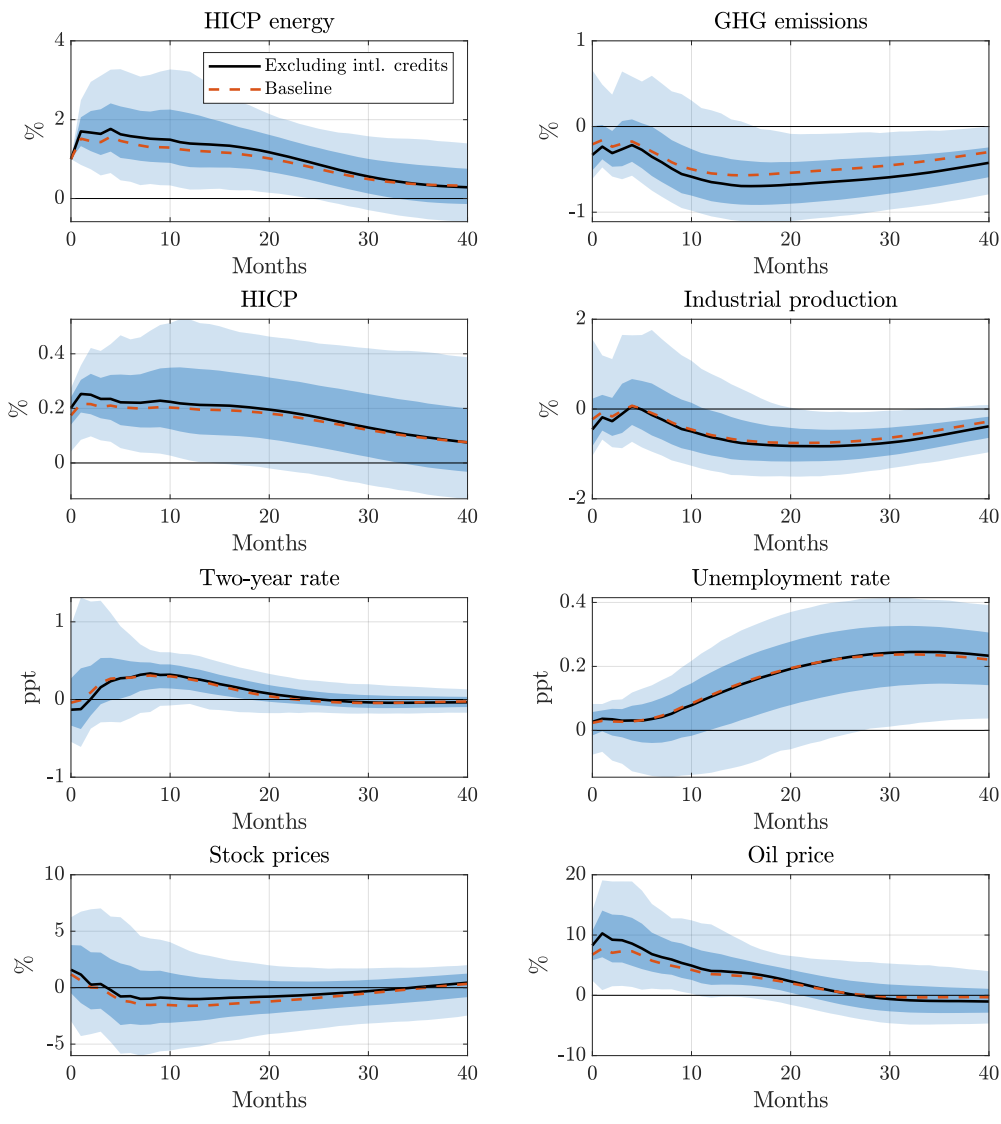 HICP energy
4
2
0
%
Excluding intl. credits
Baseline
0 10 20 30 40
Months
GHG emissions
1
0
-1
%
0 10 20 30 40
Months
HICP
0.4
0.2
0
%
0 10 20 30 40
Months
Industrial production
2
0
-2
%
0 10 20 30 40
Months
Two-year rate
1
0
-1
ppt
0 10 20 30 40
Months
Unemployment rate
0.4
0.2
0
ppt
0 10 20 30 40
Months
Stock prices
10
5
0
-5
%
0 10 20 30 40
Months
Oil price
20
10
0
-10
%
0 10 20 30 40
Months